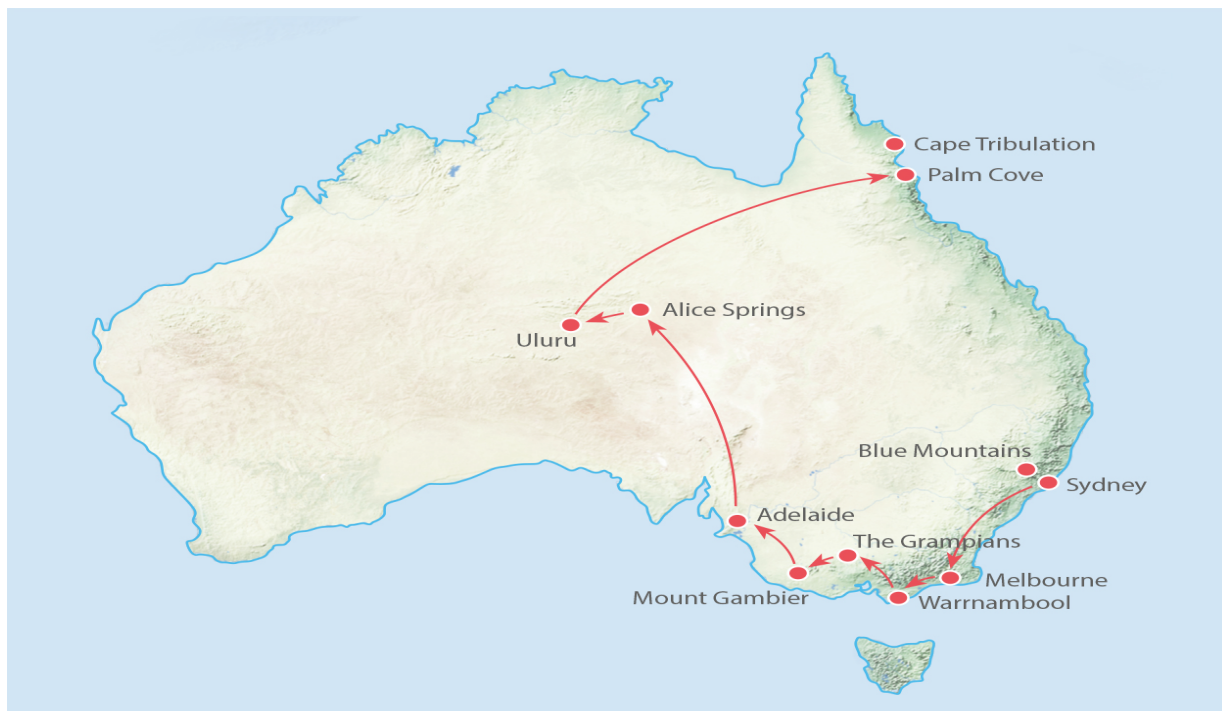 Cape Tribulation
Palm Cove
Alice Springs
Uluru
Blue Mountains
Sydney
Adelaide
The Grampians
Melbourne
Mount Gambier
Warrnambool